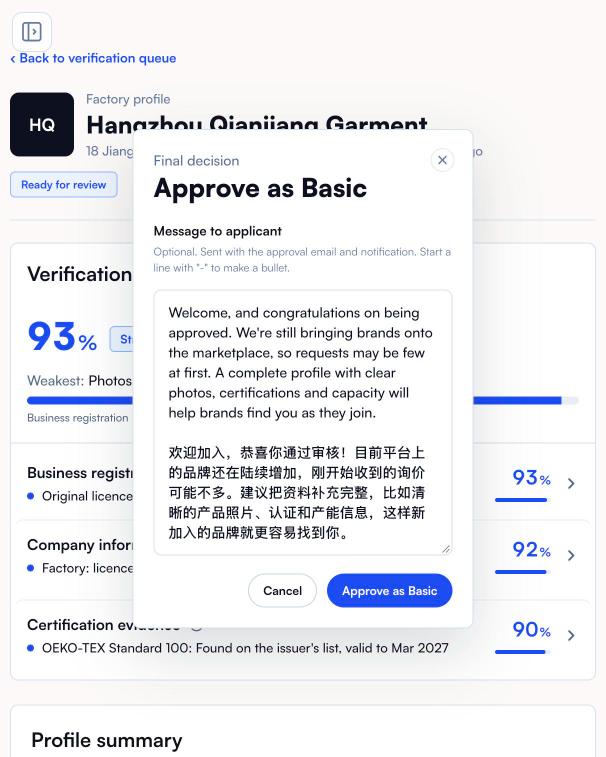 ‹ Back to verification queue
HQ
Factory profile
Hangzhou Qianjiang Garment
18 Jiang
go
Ready for review
Final decision
Approve as Basic
Message to applicant
Optional. Sent with the approval email and notification. Start a
line with "-" to make a bullet.
Welcome, and congratulations on being
approved. We're still bringing brands onto
the marketplace, so requests may be few
at first. A complete profile with clear
photos, certifications and capacity will
help brands find you as they join.
欢迎加入，恭喜你通过审核！目前平台上
的品牌还在陆续增加，刚开始收到的询价
可能不多。建议把资料补充完整，比如清
晰的产品照片、认证和产能信息，这样新
加入的品牌就更容易找到你。
Cancel
Approve as Basic
Verification
93%
St
Weakest: Photos
Business registration
Business registr
93%
Original licence
Company infor
92%
Factory: licence
Certification evidence
90%
OEKO-TEX Standard 100: Found on the issuer's list, valid to Mar 2027
Profile summary